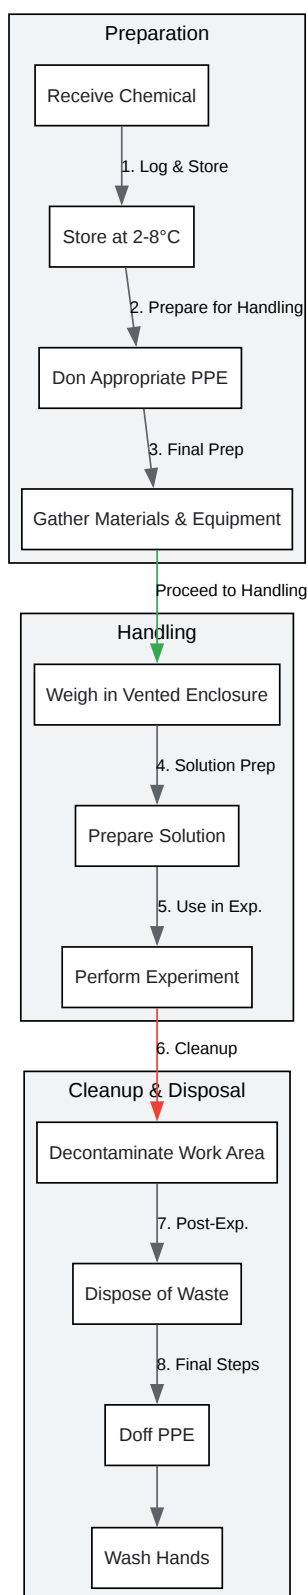 Preparation
Receive Chemical
1. Log & Store
Store at 2-8°C
2. Prepare for Handling
Don Appropriate PPE
3. Final Prep
Gather Materials & Equipment
Proceed to Handling
Handling
Weigh in Vented Enclosure
4. Solution Prep
Prepare Solution
5. Use in Exp.
Perform Experiment
6. Cleanup
Cleanup & Disposal
Decontaminate Work Area
7. Post-Exp.
Dispose of Waste
8. Final Steps
Doff PPE
Wash Hands